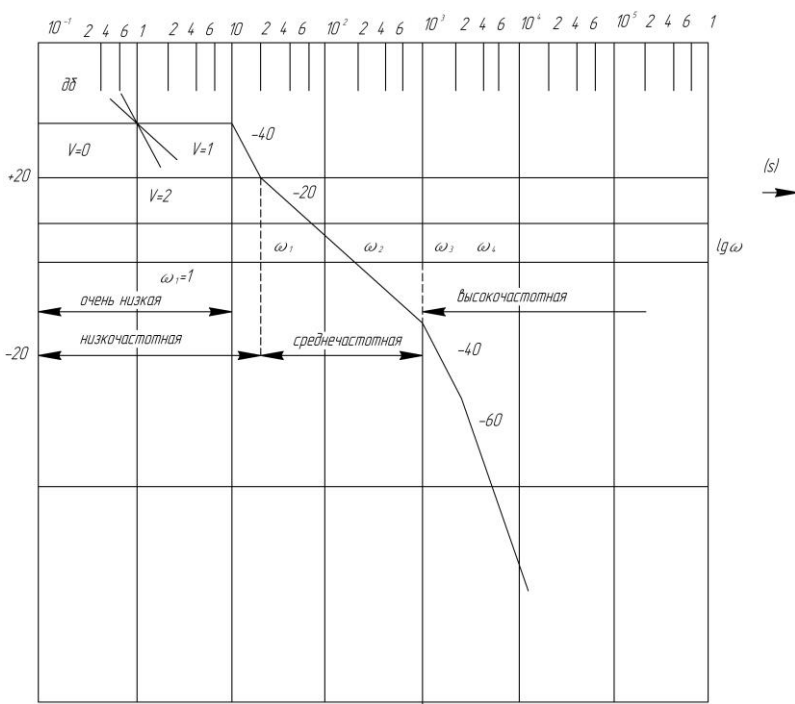 10⁻¹ 2 4 6 1 2 4 6 8 10 2 4 6 10² 2 4 6 10³ 2 4 6 10⁴ 2 4 6 10⁵ 2 4 6 1
дб
-40
V=0 V=1
(s)
+20
V=2
-20
ω₁ ω₂ ω₃ ω₄ lgω
ω₁=1
очень низкая
высокочастотная
низкочастотная
среднечастотная
-20
-40
-60